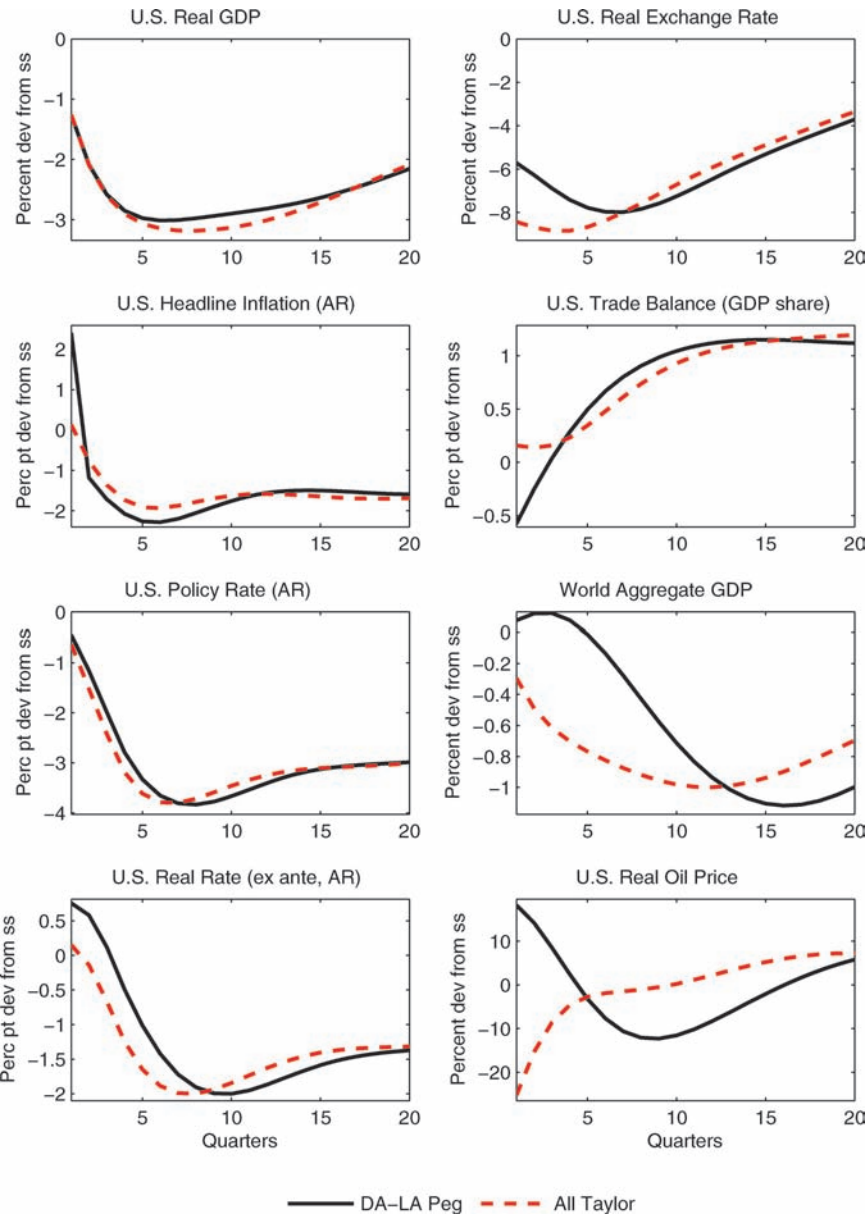 U.S. Real GDP
Percent dev from ss
0
−1
−2
−3
5 10 15 20
U.S. Real Exchange Rate
Percent dev from ss
0
−2
−4
−6
−8
5 10 15 20
U.S. Headline Inflation (AR)
Perc pt dev from ss
2
1
0
−1
−2
5 10 15 20
U.S. Trade Balance (GDP share)
Perc pt dev from ss
1
0.5
0
−0.5
5 10 15 20
U.S. Policy Rate (AR)
Perc pt dev from ss
0
−1
−2
−3
−4
5 10 15 20
World Aggregate GDP
Percent dev from ss
0
−0.2
−0.4
−0.6
−0.8
−1
5 10 15 20
U.S. Real Rate (ex ante, AR)
Perc pt dev from ss
0.5
0
−0.5
−1
−1.5
−2
5 10 15 20
Quarters
U.S. Real Oil Price
Percent dev from ss
10
0
−10
−20
5 10 15 20
Quarters
DA−LA Peg All Taylor